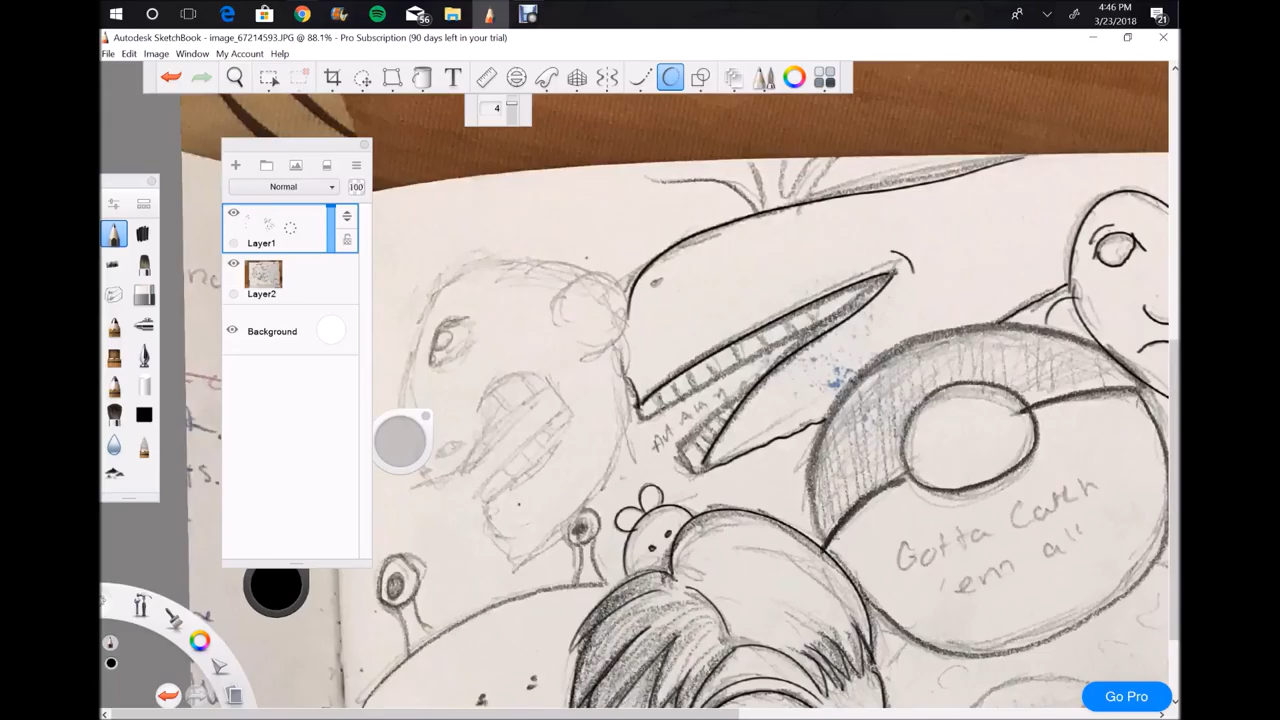 56
4:46 PM
3/23/2018
21
Autodesk SketchBook - image_67214593.JPG @ 88.1% - Pro Subscription (90 days left in your trial)
File Edit Image Window My Account Help
T
4
Normal
100
Layer1
Layer2
Background
Gotta Catch
'em all
Go Pro